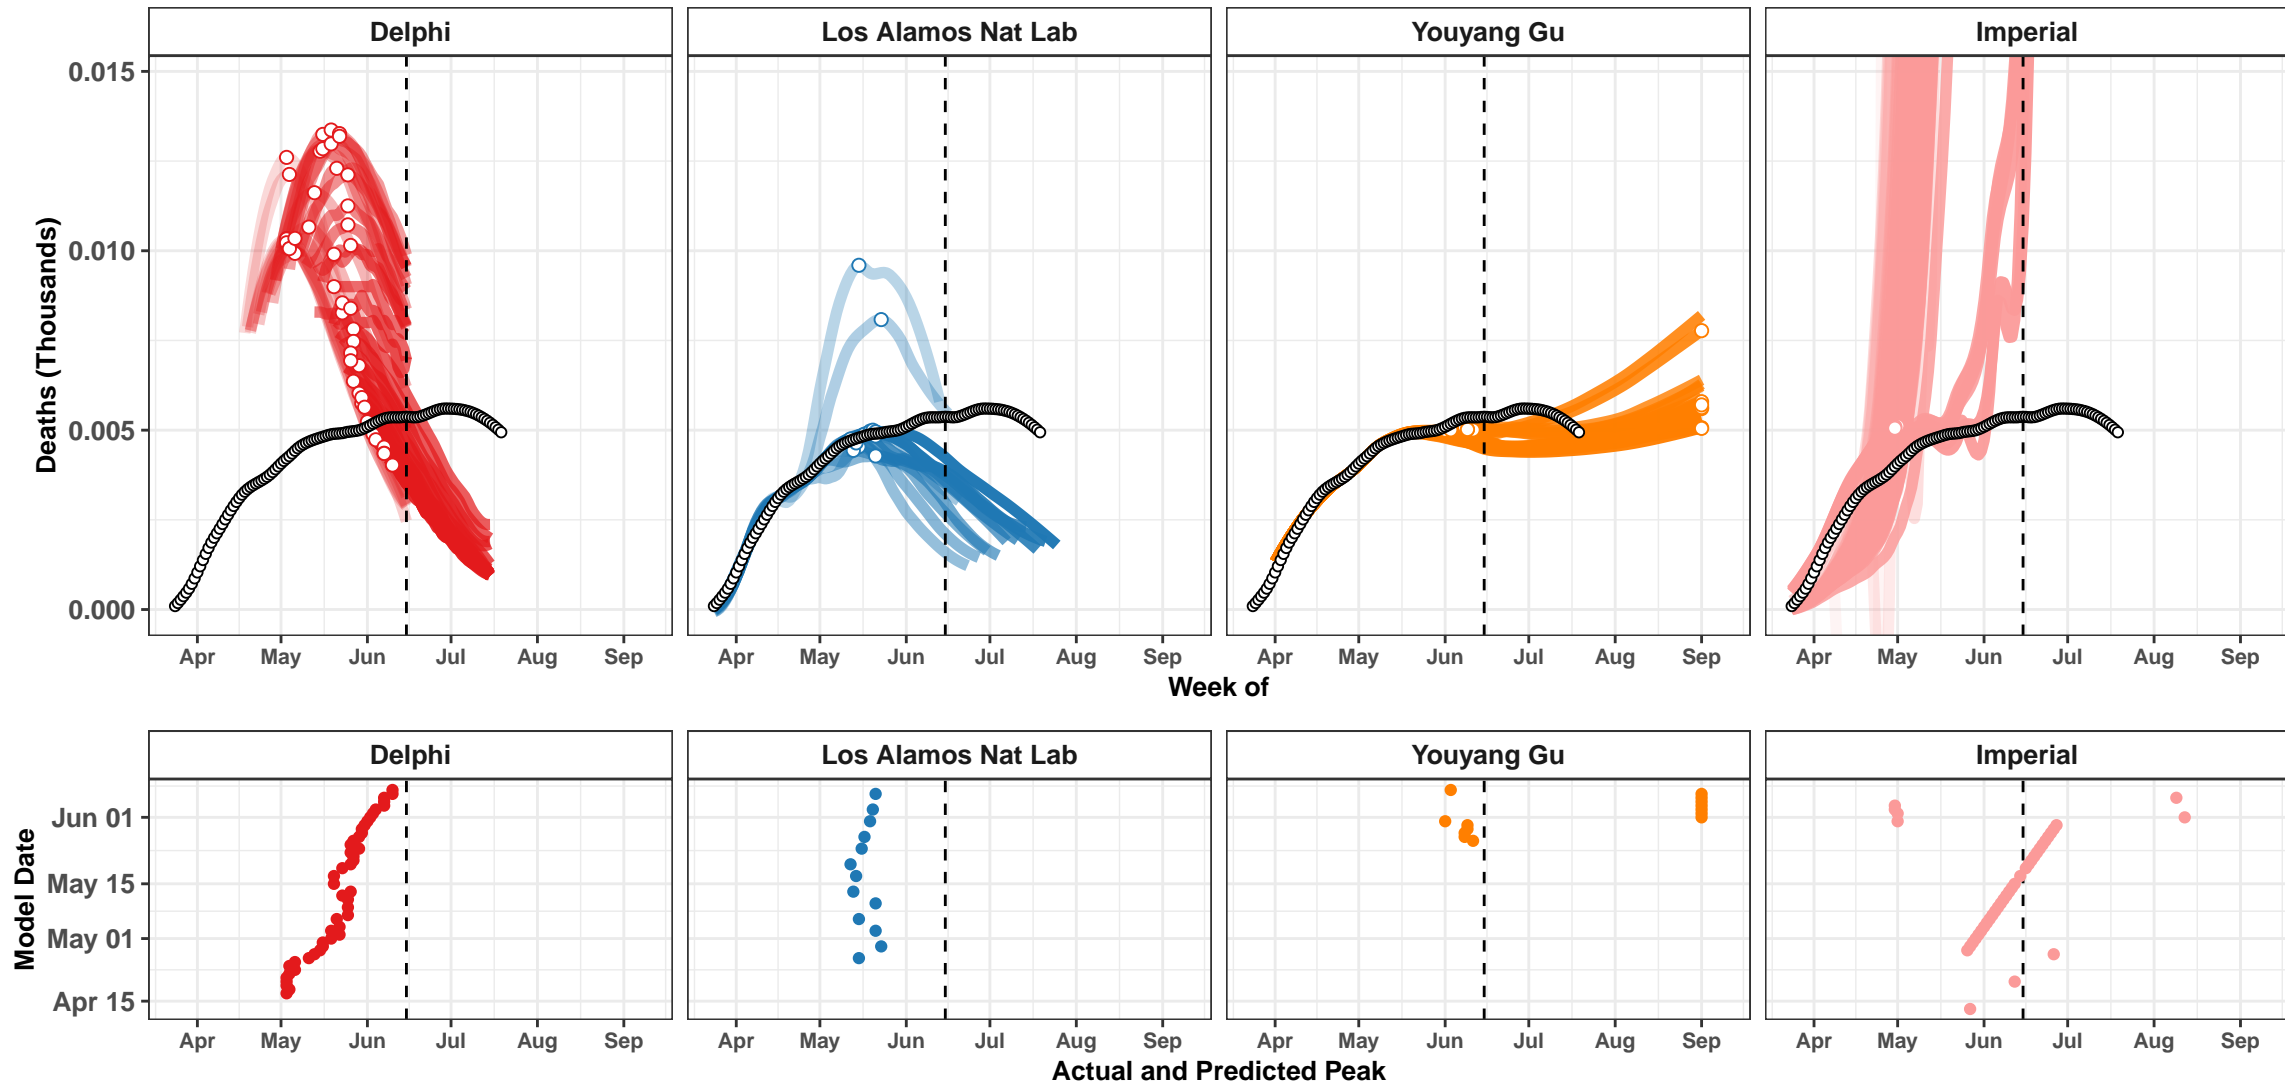 Delphi Los Alamos Nat Lab Youyang Gu Imperial
Deaths (Thousands)
0.015
0.010
0.005
0.000
Apr May Jun Jul Aug Sep Apr May Jun Jul Aug Sep Apr May Jun Jul Aug Sep Apr May Jun Jul Aug Sep
Week of
Delphi Los Alamos Nat Lab Youyang Gu Imperial
Model Date
Jun 01
May 15
May 01
Apr 15
Apr May Jun Jul Aug Sep Apr May Jun Jul Aug Sep Apr May Jun Jul Aug Sep Apr May Jun Jul Aug Sep
Actual and Predicted Peak